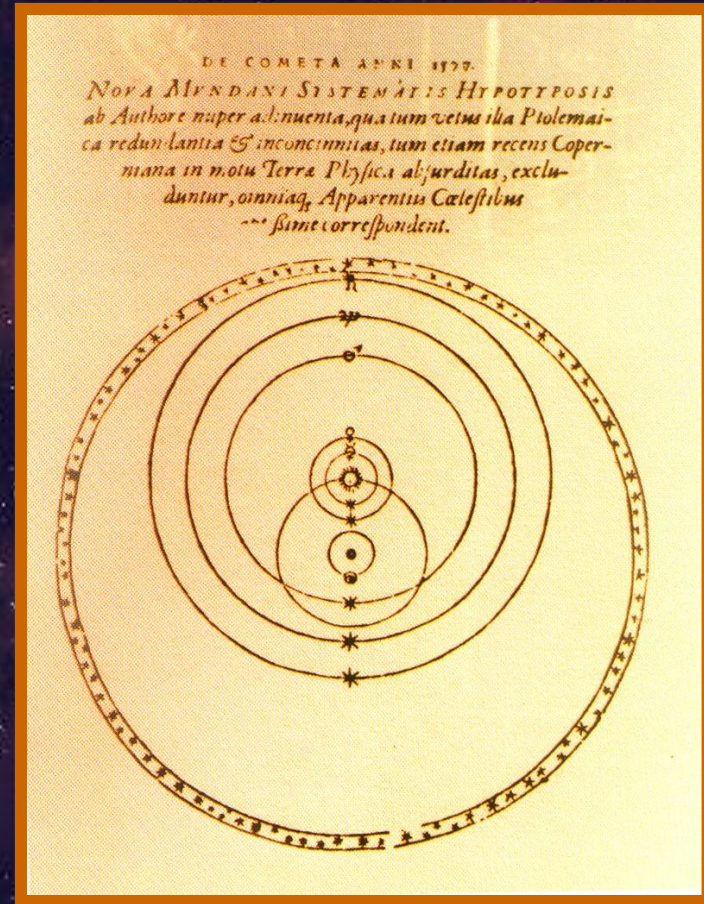 DE COMETA ANNI 1577.
NOVA MVNDANI SYSTEMATIS HYPOTYPOSIS
ab Authore nuper adinuenta, qua tum vetus illa Ptolemai-
ca redundantia & inconcinnitas, tum etiam recens Coper-
niana in motu Terræ Physica absurditas, exclu-
duntur, omniaq, Apparentiis Cœlestibus
ßime correspondent.